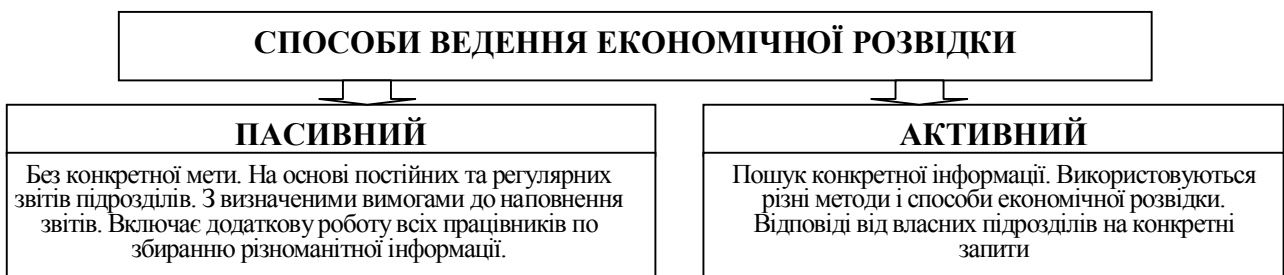 СПОСОБИ ВЕДЕННЯ ЕКОНОМІЧНОЇ РОЗВІДКИ
ПАСИВНИЙ
Без конкретної мети. На основі постійних та регулярних
звітів підрозділів. З визначеними вимогами до наповнення
звітів. Включає додаткову роботу всіх працівників по
збиранню різноманітної інформації.
АКТИВНИЙ
Пошук конкретної інформації. Використовуються
різні методи і способи економічної розвідки.
Відповіді від власних підрозділів на конкретні
запити